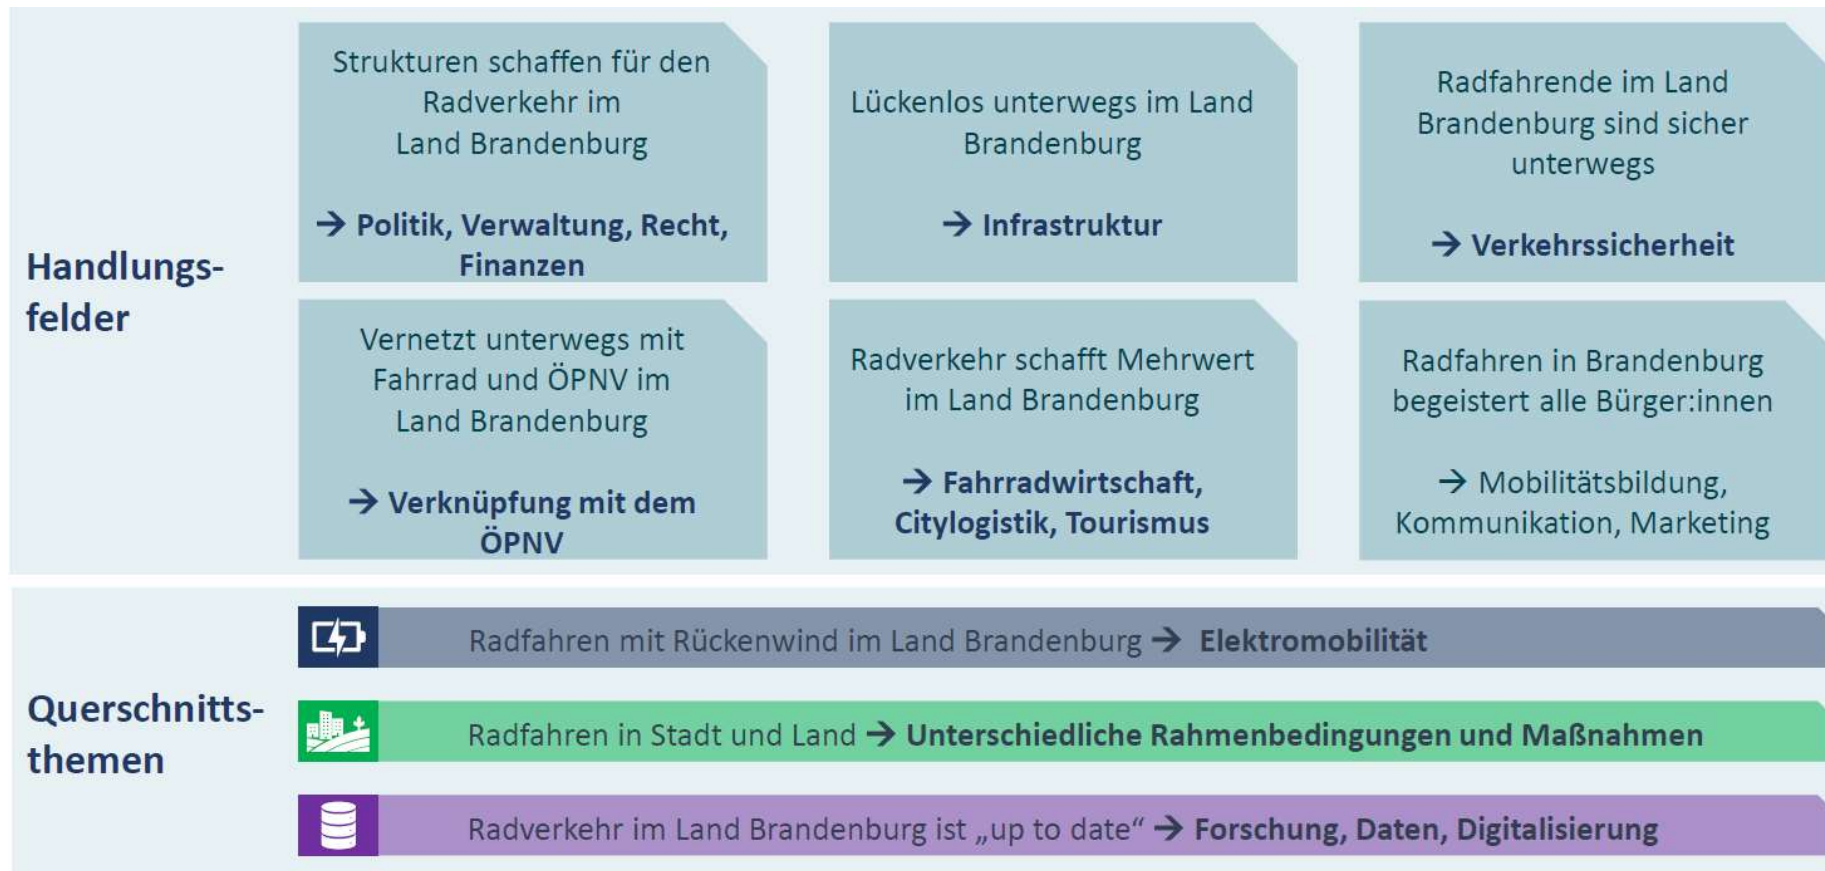 Handlungs-
felder
Strukturen schaffen für den
Radverkehr im
Land Brandenburg
→ Politik, Verwaltung, Recht,
Finanzen
Lückenlos unterwegs im Land
Brandenburg
→ Infrastruktur
Radfahrende im Land
Brandenburg sind sicher
unterwegs
→ Verkehrssicherheit
Vernetzt unterwegs mit
Fahrrad und ÖPNV im
Land Brandenburg
→ Verknüpfung mit dem
ÖPNV
Radverkehr schafft Mehrwert
im Land Brandenburg
→ Fahrradwirtschaft,
Citylogistik, Tourismus
Radfahren in Brandenburg
begeistert alle Bürger:innen
→ Mobilitätsbildung,
Kommunikation, Marketing
Querschnitts-
themen
Radfahren mit Rückenwind im Land Brandenburg → Elektromobilität
Radfahren in Stadt und Land → Unterschiedliche Rahmenbedingungen und Maßnahmen
Radverkehr im Land Brandenburg ist „up to date“ → Forschung, Daten, Digitalisierung